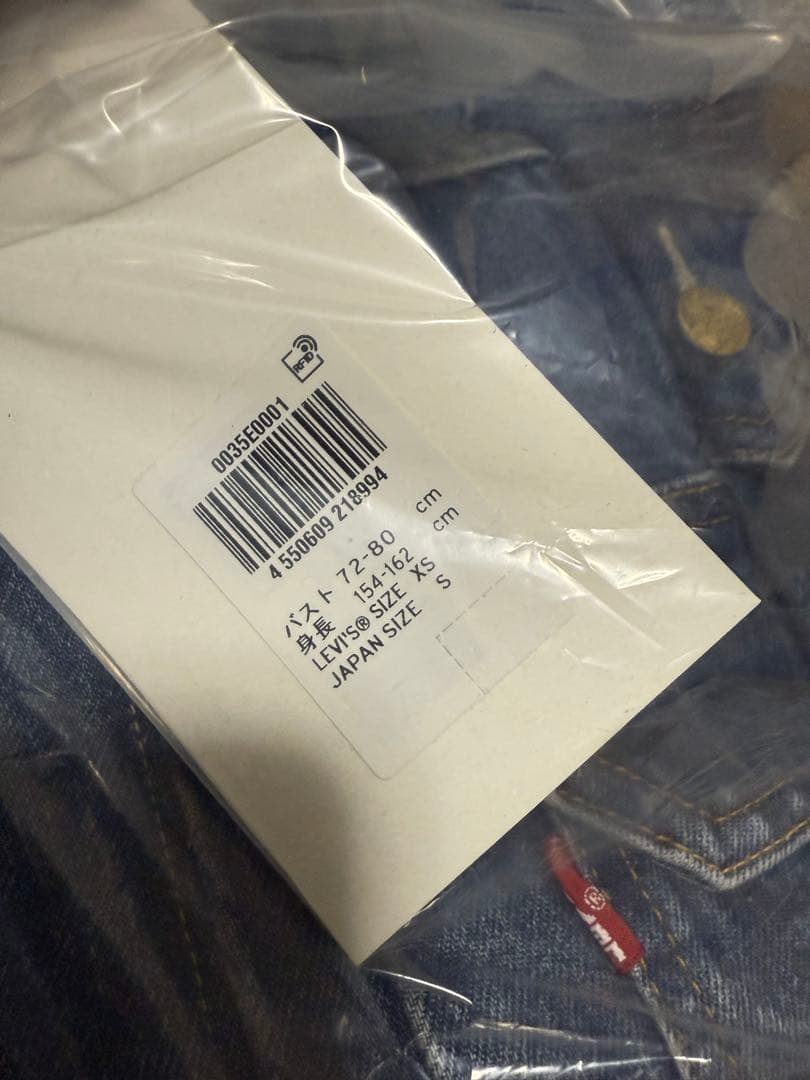 RFID
0035E0001
4 550609 218994
バスト 72-80 cm
身長 154-162 cm
LEVI'S® SIZE XS
JAPAN SIZE S
®